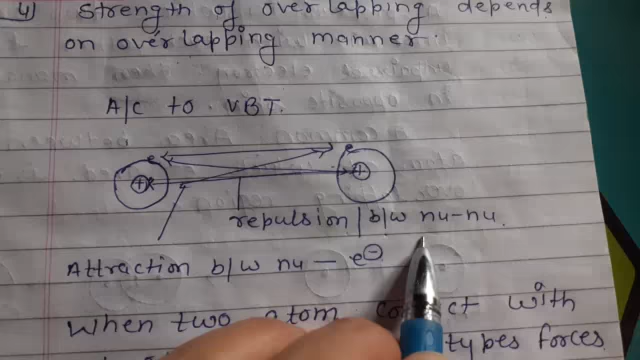 4) Strength of overlapping depends
on overlapping manner.
A/C to VBT.
e e
+ +
repulsion b/w nu-nu.
Attraction b/w nu - e⊖
When two atom with
types forces